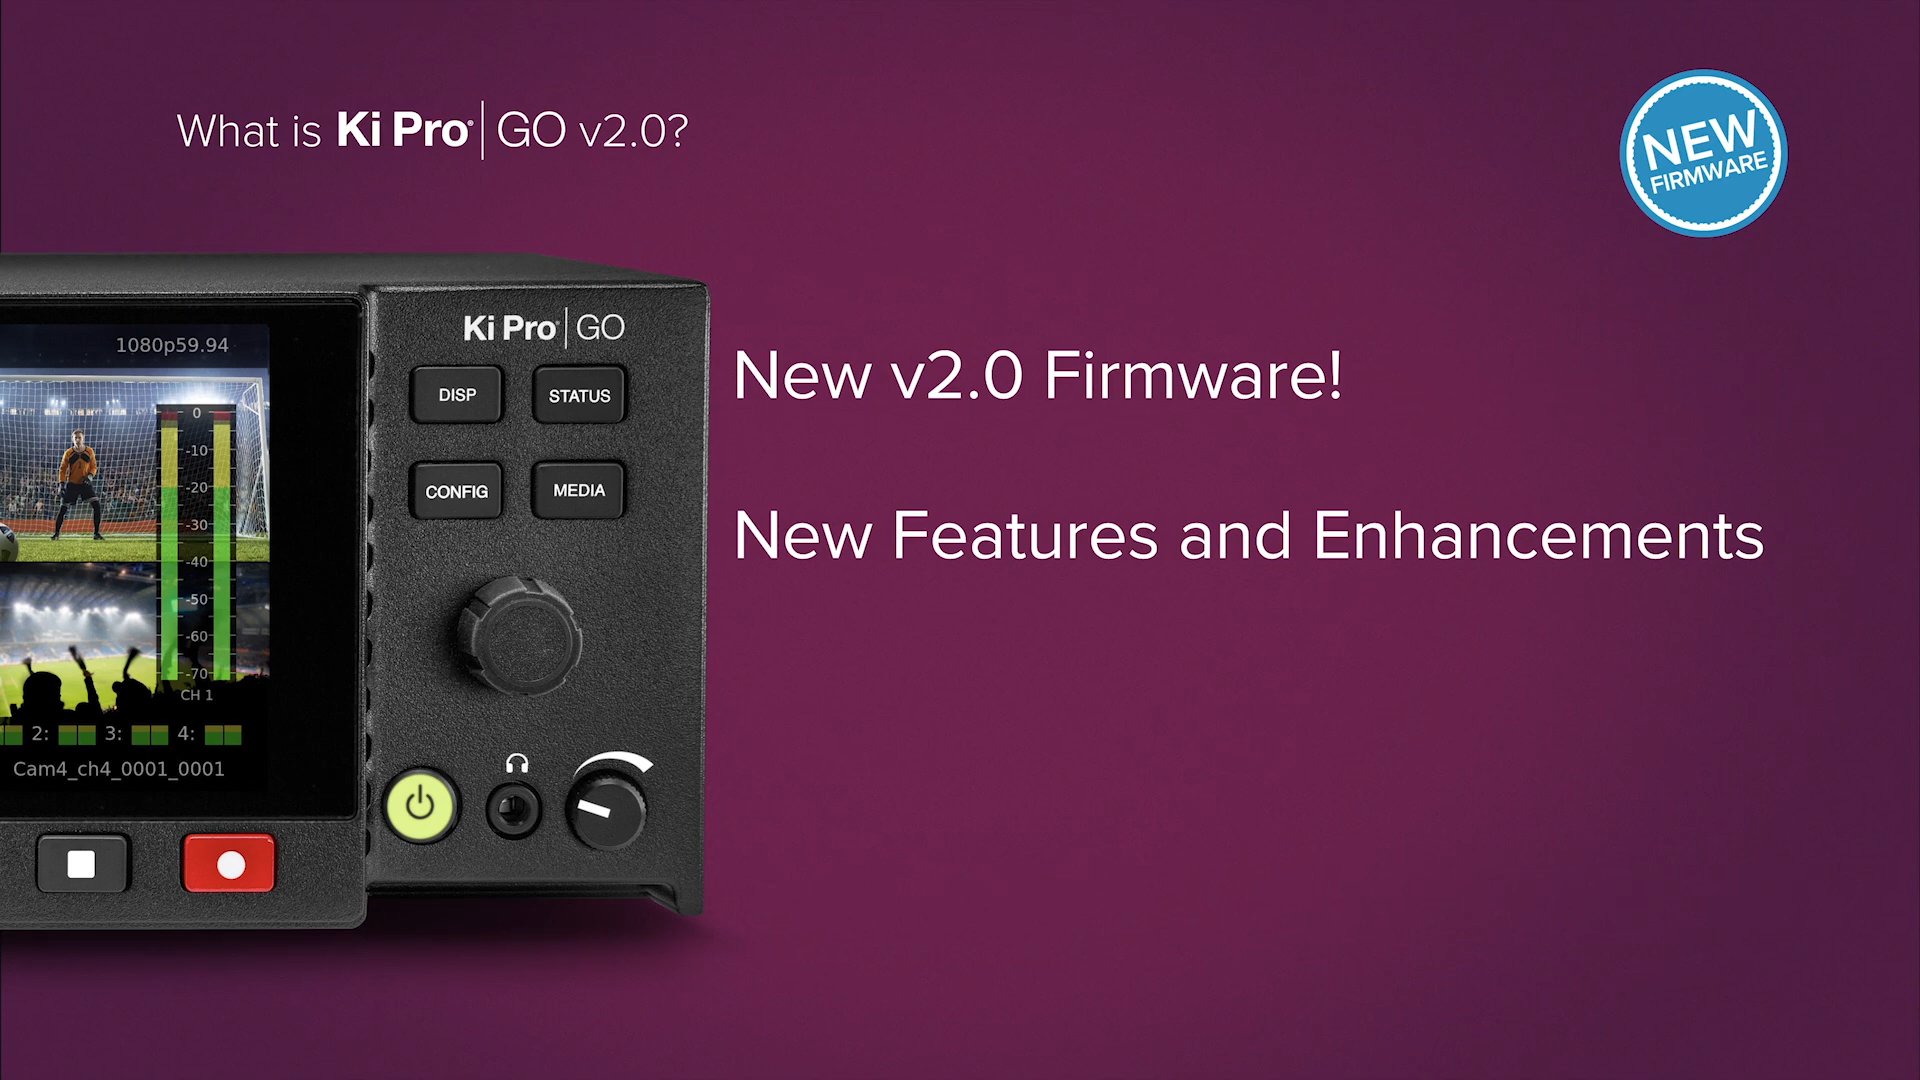 What is Ki Pro® | GO v2.0?
NEW
FIRMWARE
Ki Pro | GO
1080p59.94
DISP
STATUS
New v2.0 Firmware!
0
-10
-20
-30
-40
-50
-60
-70
CONFIG
MEDIA
New Features and Enhancements
CH 1
2: 3: 4:
Cam4_ch4_0001_0001